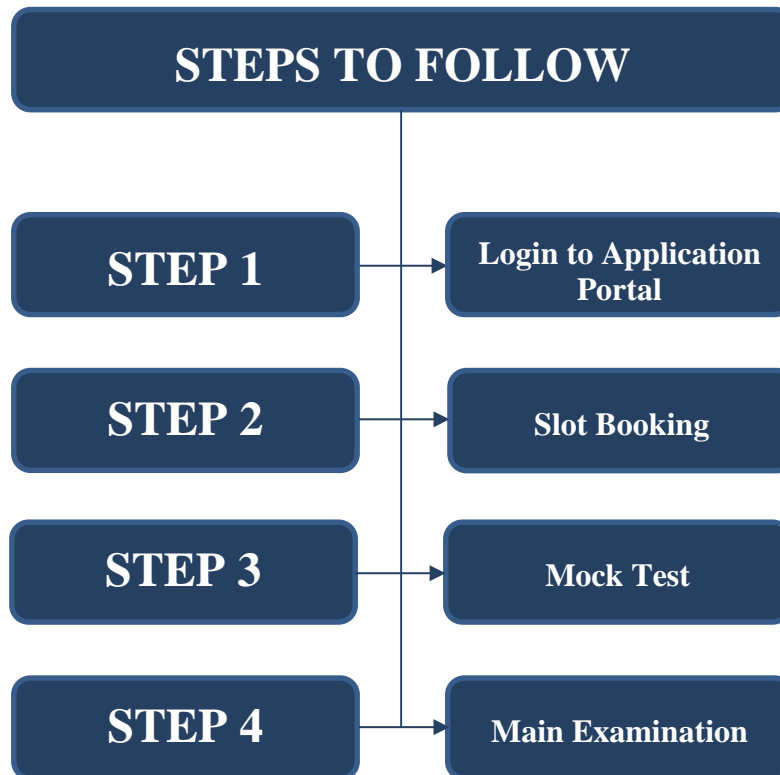 STEPS TO FOLLOW
STEP 1
Login to Application
Portal
STEP 2
Slot Booking
STEP 3
Mock Test
STEP 4
Main Examination